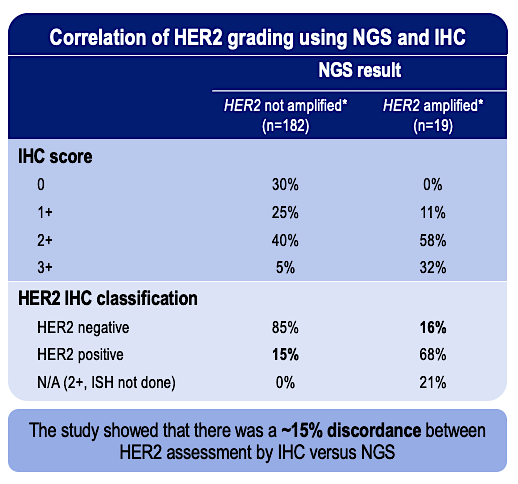 Correlation of HER2 grading using NGS and IHC
NGS result
HER2 not amplified* HER2 amplified*
(n=182) (n=19)
IHC score
0 30% 0%
1+ 25% 11%
2+ 40% 58%
3+ 5% 32%
HER2 IHC classification
HER2 negative 85% 16%
HER2 positive 15% 68%
N/A (2+, ISH not done) 0% 21%
The study showed that there was a ~15% discordance between
HER2 assessment by IHC versus NGS